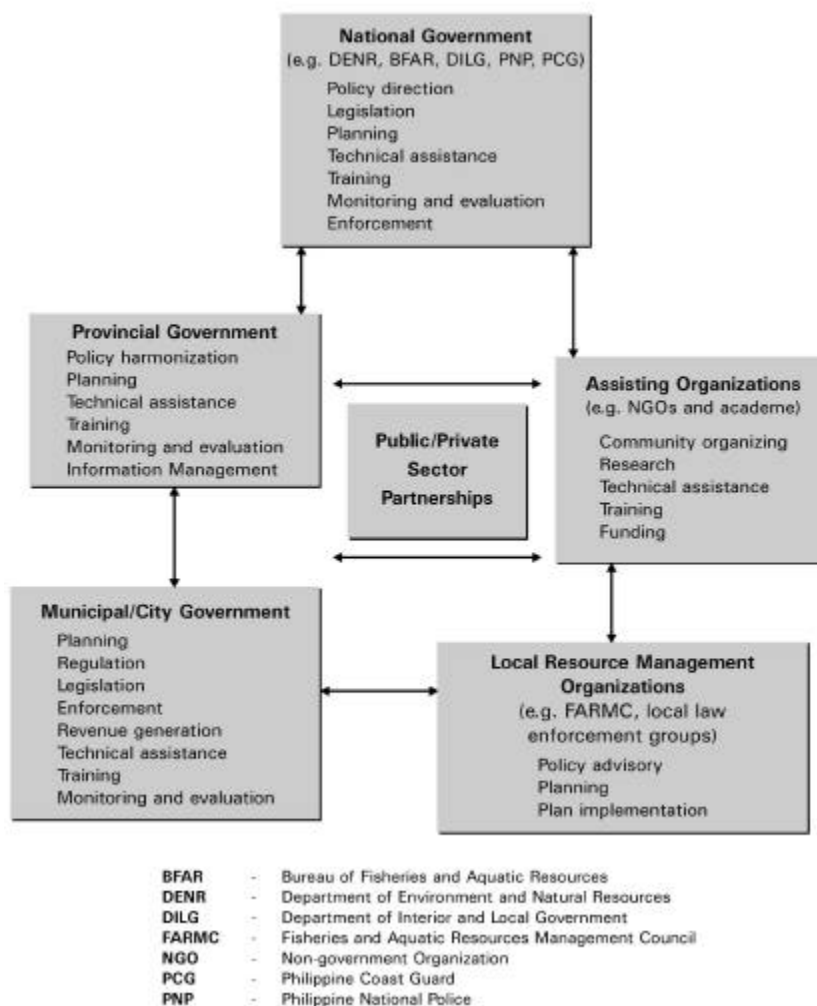 National Government
(e.g. DENR, BFAR, DILG, PNP, PCG)
Policy direction
Legislation
Planning
Technical assistance
Training
Monitoring and evaluation
Enforcement
Provincial Government
Policy harmonization
Planning
Technical assistance
Training
Monitoring and evaluation
Information Management
Public/Private
Sector
Partnerships
Assisting Organizations
(e.g. NGOs and academe)
Community organizing
Research
Technical assistance
Training
Funding
Municipal/City Government
Planning
Regulation
Legislation
Enforcement
Revenue generation
Technical assistance
Training
Monitoring and evaluation
Local Resource Management
Organizations
(e.g. FARMC, local law
enforcement groups)
Policy advisory
Planning
Plan implementation
BFAR - Bureau of Fisheries and Aquatic Resources
DENR - Department of Environment and Natural Resources
DILG - Department of Interior and Local Government
FARMC - Fisheries and Aquatic Resources Management Council
NGO - Non-government Organization
PCG - Philippine Coast Guard
PNP - Philippine National Police